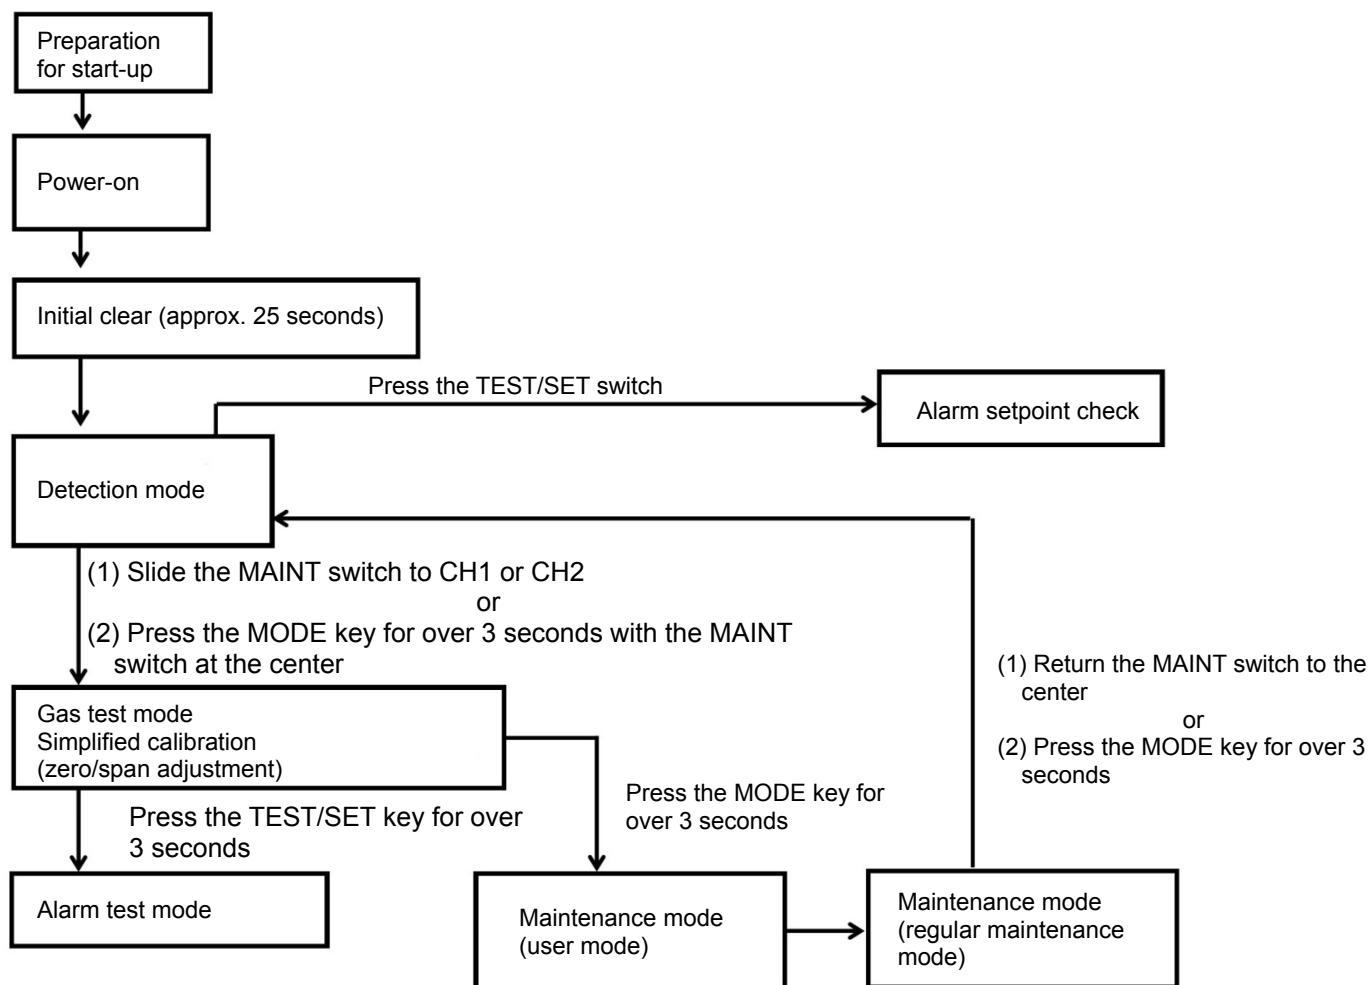 Preparation
for start-up
Power-on
Initial clear (approx. 25 seconds)
Press the TEST/SET switch
Alarm setpoint check
Detection mode
(1) Slide the MAINT switch to CH1 or CH2
or
(2) Press the MODE key for over 3 seconds with the MAINT
switch at the center
(1) Return the MAINT switch to the
center
or
(2) Press the MODE key for over 3
seconds
Gas test mode
Simplified calibration
(zero/span adjustment)
Press the TEST/SET key for over
3 seconds
Press the MODE key for
over 3 seconds
Alarm test mode
Maintenance mode
(user mode)
Maintenance mode
(regular maintenance
mode)